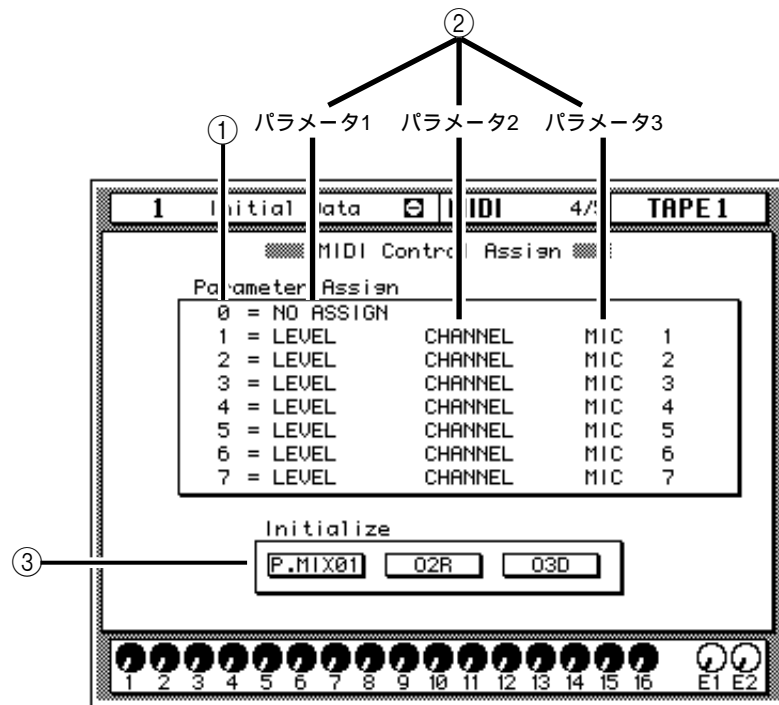 ②
① パラメータ1 パラメータ2 パラメータ3
1 Initial Data MIDI 4/5 TAPE1
MIDI Control Assign
Parameter Assign
0 = NO ASSIGN
1 = LEVEL CHANNEL MIC 1
2 = LEVEL CHANNEL MIC 2
3 = LEVEL CHANNEL MIC 3
4 = LEVEL CHANNEL MIC 4
5 = LEVEL CHANNEL MIC 5
6 = LEVEL CHANNEL MIC 6
7 = LEVEL CHANNEL MIC 7
Initialize
③ P.MIX01 02R 03D
1 2 3 4 5 6 7 8 9 10 11 12 13 14 15 16 E1 E2